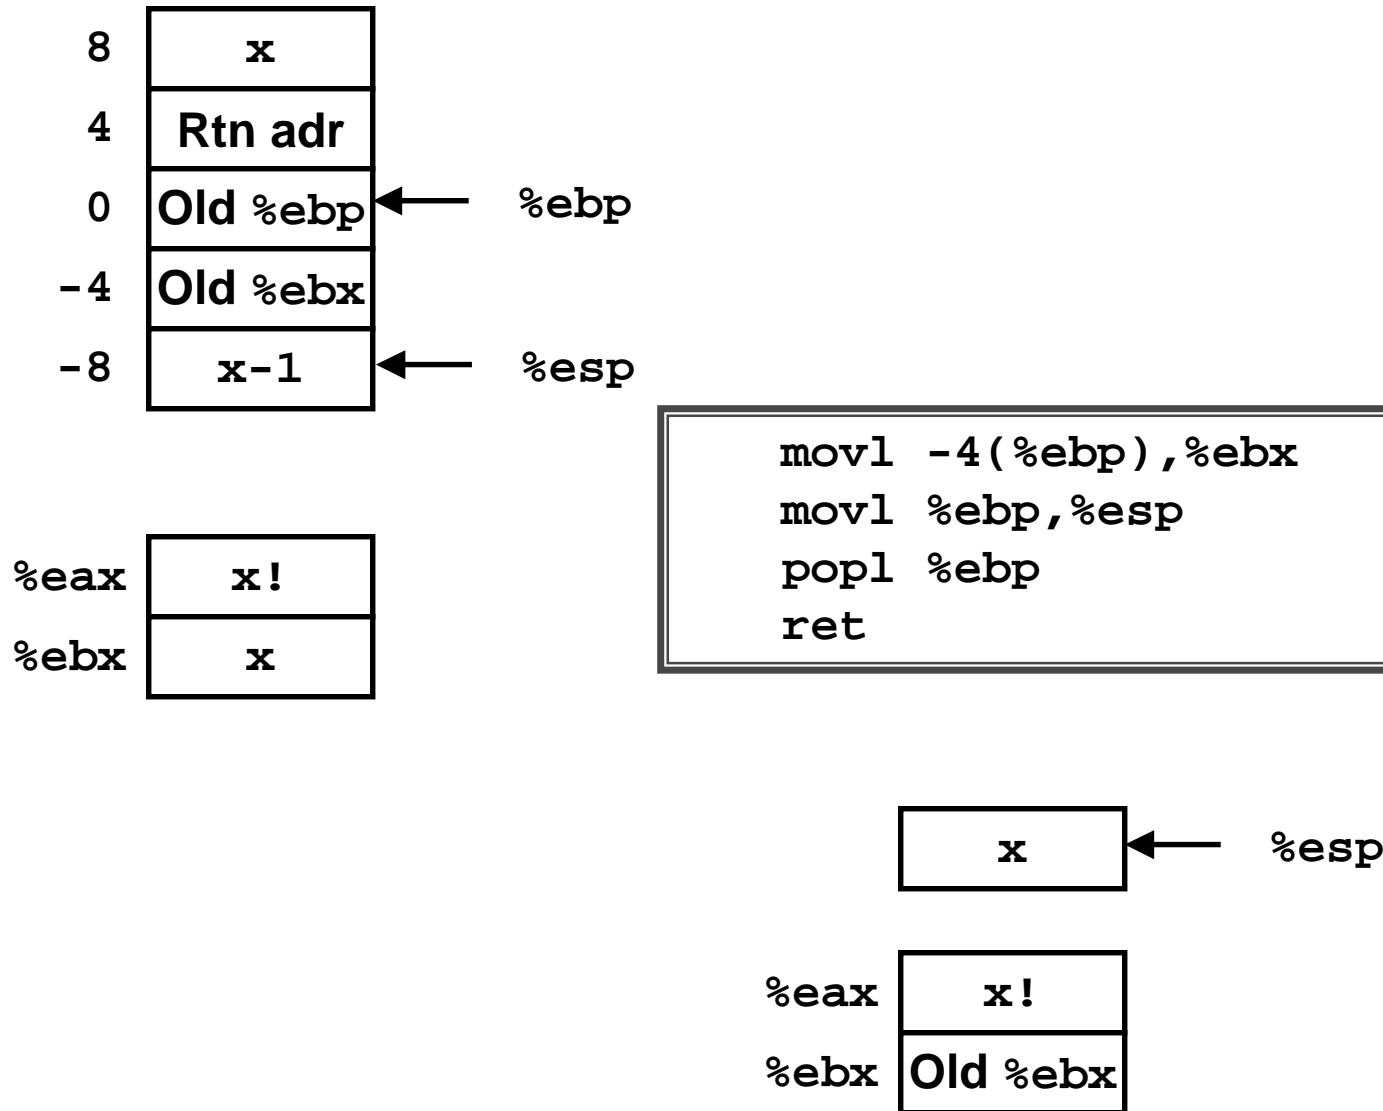 8 x
4 Rtn adr
0 Old %ebp %ebp
-4 Old %ebx
-8 x-1 %esp
movl -4(%ebp),%ebx
movl %ebp,%esp
popl %ebp
ret
%eax x!
%ebx x
x %esp
%eax x!
%ebx Old %ebx